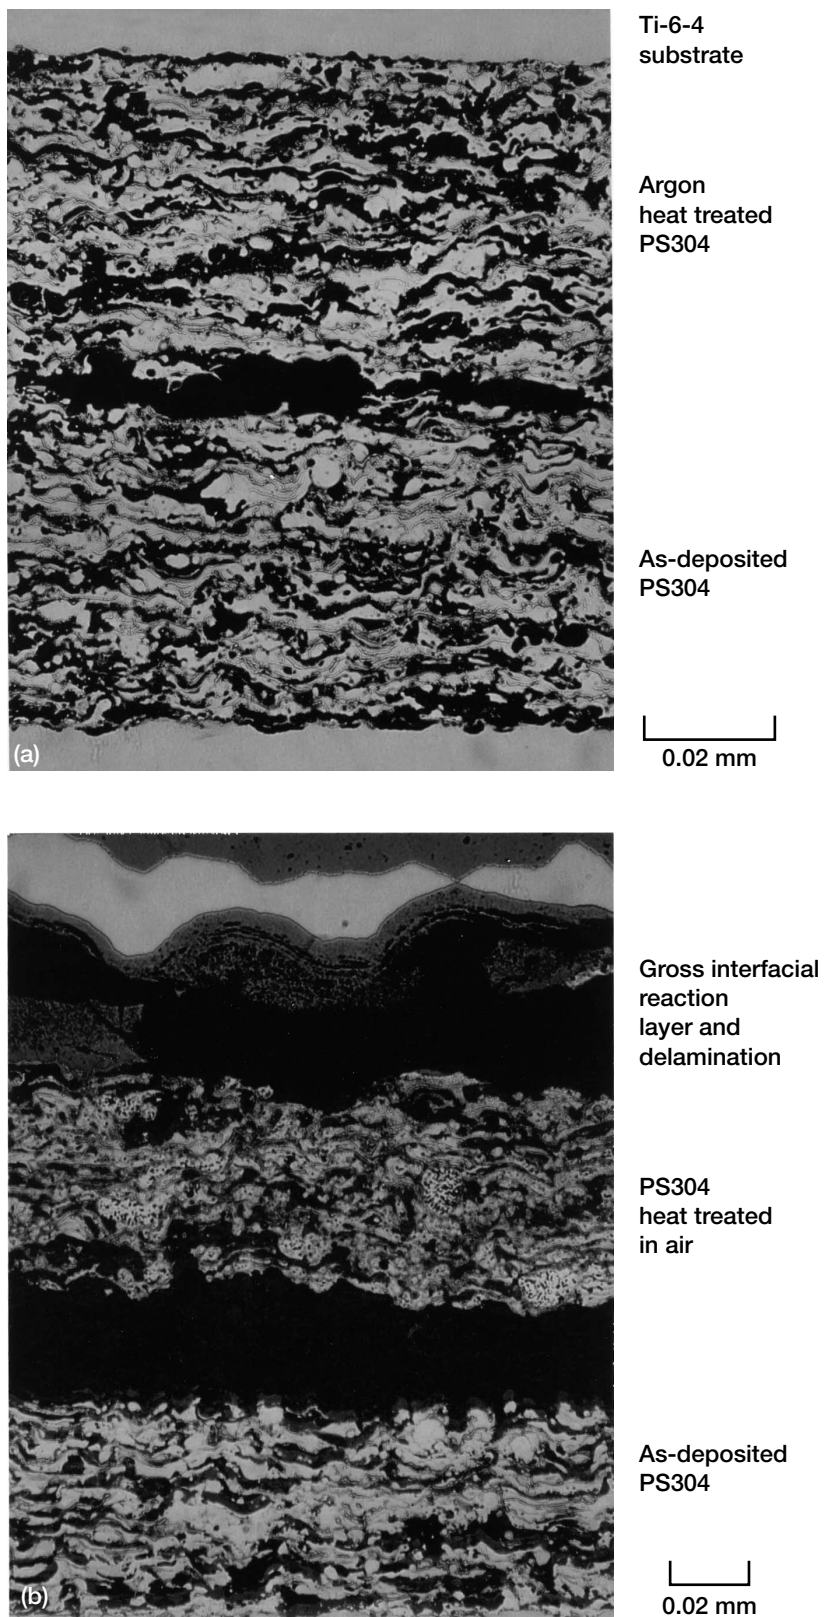 Ti-6-4
substrate
Argon
heat treated
PS304
As-deposited
PS304
0.02 mm
(a)
Gross interfacial
reaction
layer and
delamination
PS304
heat treated
in air
As-deposited
PS304
0.02 mm
(b)